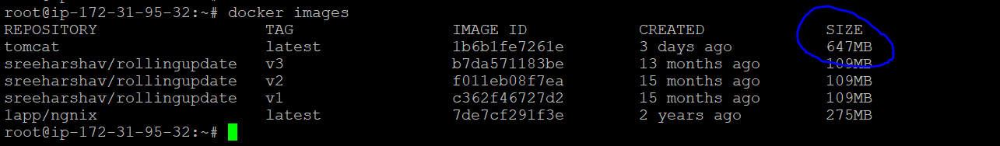 root@ip-172-31-95-32:~# docker images
REPOSITORY TAG IMAGE ID CREATED SIZE
tomcat latest 1b6b1fe7261e 3 days ago 647MB
sreeharshav/rollingupdate v3 b7da571183be 13 months ago 109MB
sreeharshav/rollingupdate v2 f011eb08f7ea 15 months ago 109MB
sreeharshav/rollingupdate v1 c362f46727d2 15 months ago 109MB
lapp/ngnix latest 7de7cf291f3e 2 years ago 275MB
root@ip-172-31-95-32:~#